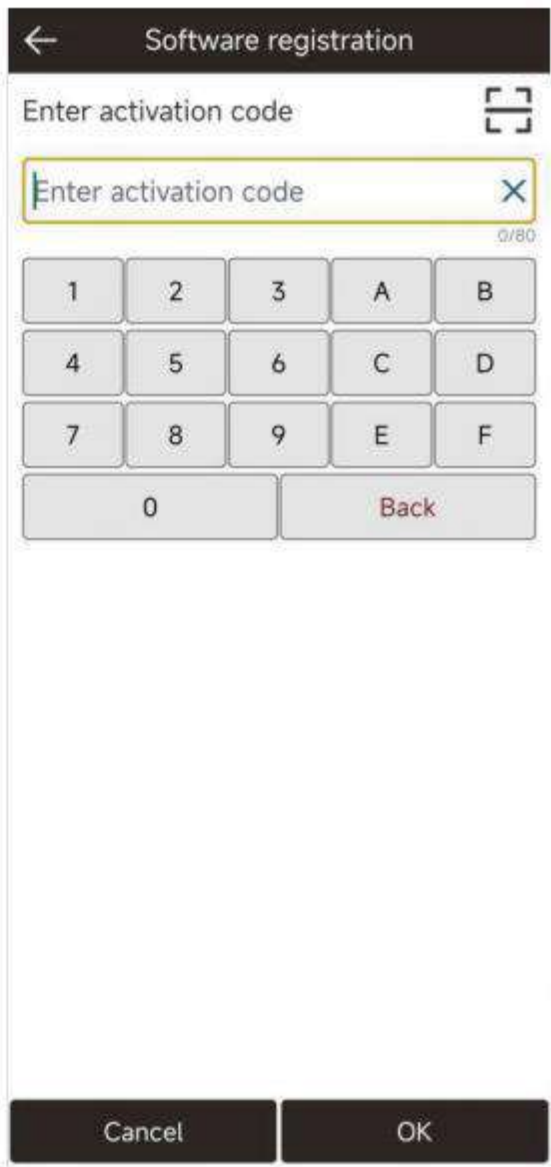 Software registration
Enter activation code
Enter activation code
0/80
1 2 3 A B
4 5 6 C D
7 8 9 E F
0 Back
Cancel OK